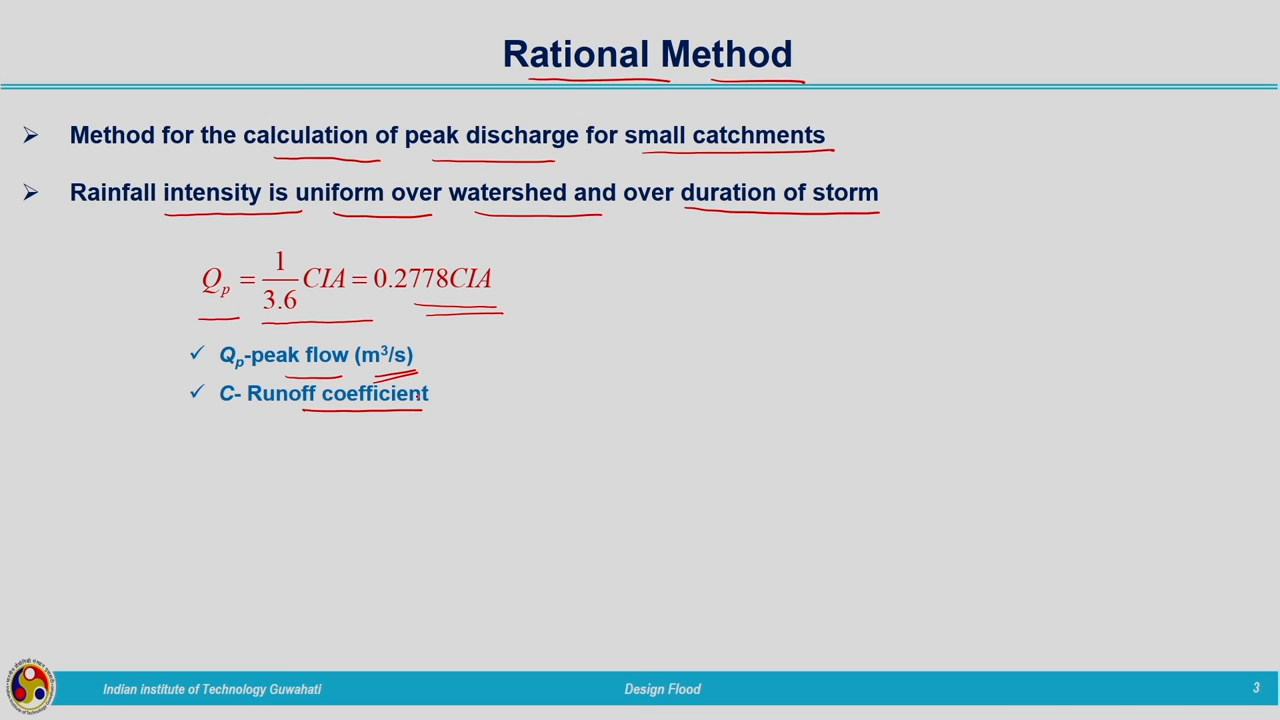 Rational Method
➢ Method for the calculation of peak discharge for small catchments
➢ Rainfall intensity is uniform over watershed and over duration of storm
Qp = 1/3.6 CIA = 0.2778CIA
✓ Qp-peak flow (m³/s)
✓ C- Runoff coefficient
Indian institute of Technology Guwahati
Design Flood
3